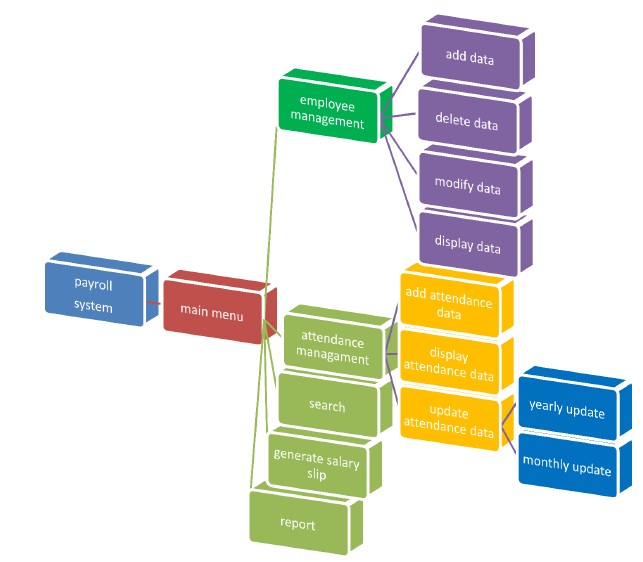 payroll
system
main menu
employee
management
add data
delete data
modify data
display data
attendance
managament
add attendance
data
display
attendance data
update
attendance data
yearly update
monthly update
search
generate salary
slip
report